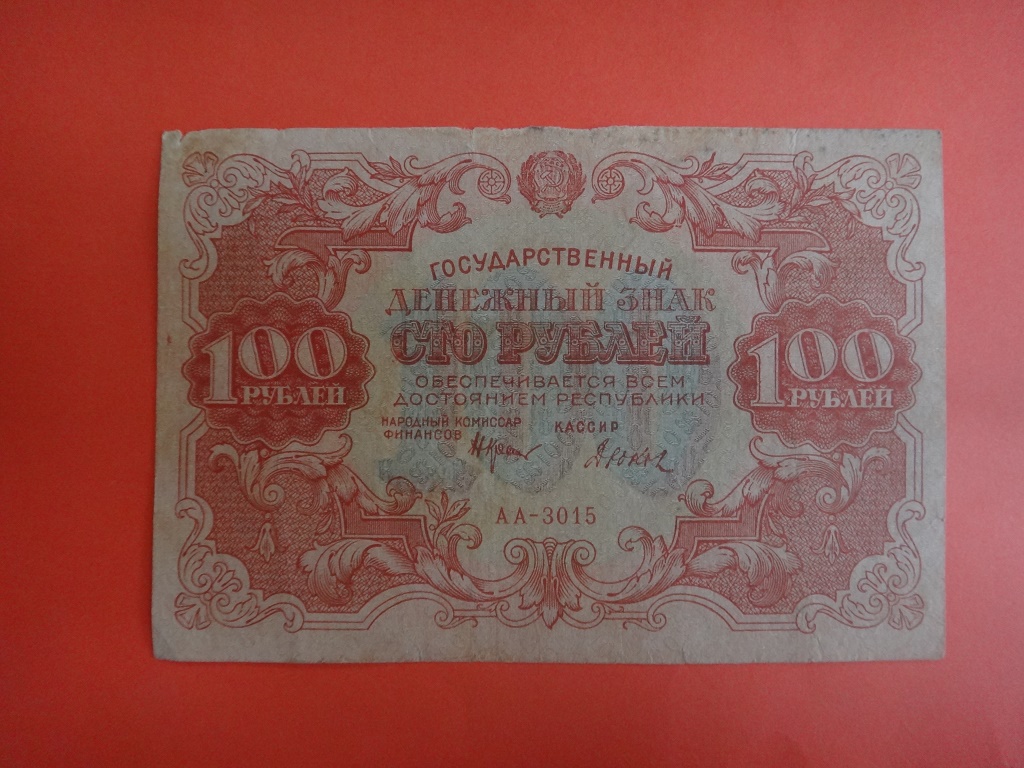 ГОСУДАРСТВЕННЫЙ
ДЕНЕЖНЫЙ ЗНАК
СТО РУБЛЕЙ
100
РУБЛЕЙ
100
РУБЛЕЙ
ОБЕСПЕЧИВАЕТСЯ ВСЕМ
ДОСТОЯНИЕМ РЕСПУБЛИКИ
НАРОДНЫЙ КОМИССАР
ФИНАНСОВ
КАССИР
АА-3015